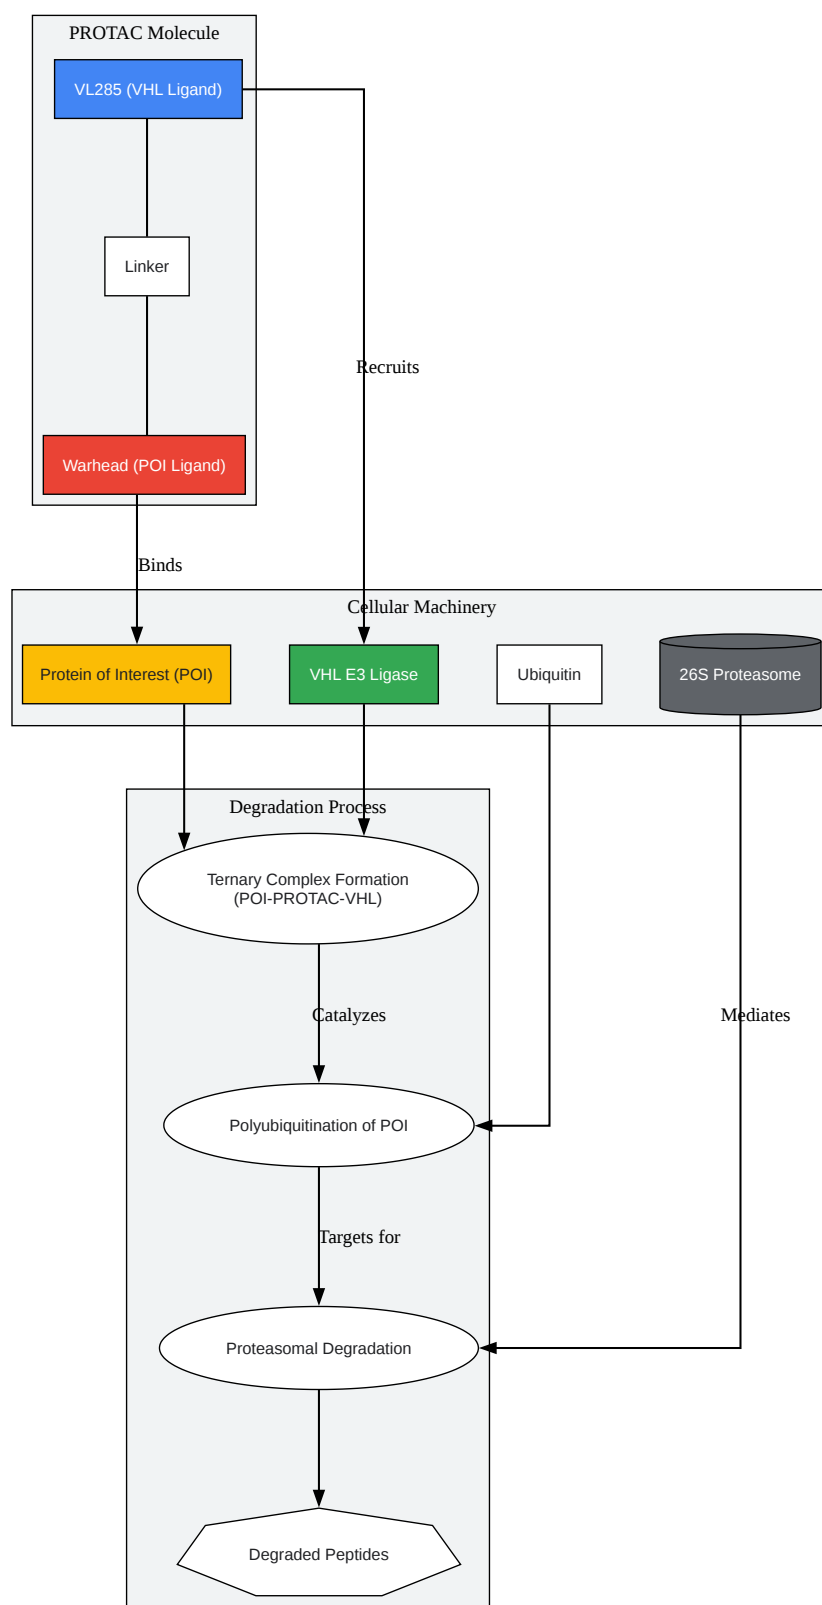 PROTAC Molecule
VL285 (VHL Ligand)
Linker
Recruits
Warhead (POI Ligand)
Binds
Cellular Machinery
Protein of Interest (POI)
VHL E3 Ligase
Ubiquitin
26S Proteasome
Degradation Process
Ternary Complex Formation
(POI-PROTAC-VHL)
Catalyzes
Mediates
Polyubiquitination of POI
Targets for
Proteasomal Degradation
Degraded Peptides